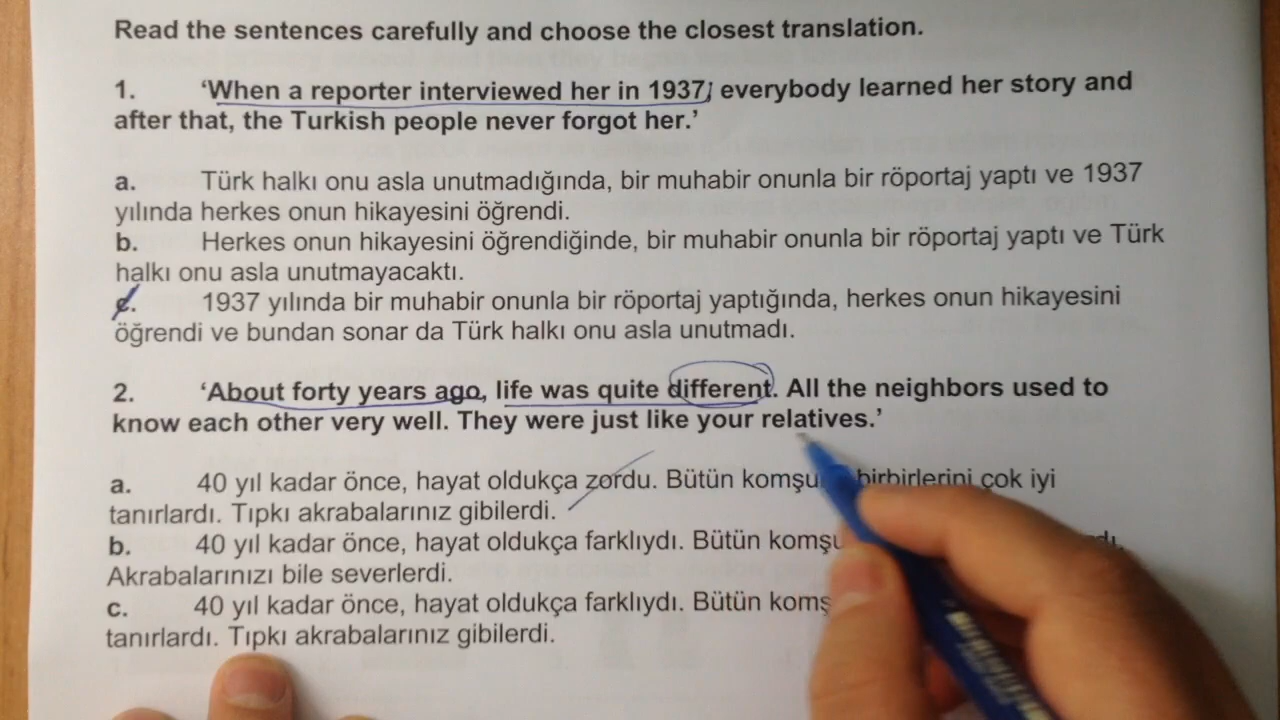 Read the sentences carefully and choose the closest translation.
1. ‘When a reporter interviewed her in 1937, everybody learned her story and
after that, the Turkish people never forgot her.’
a. Türk halkı onu asla unutmadığında, bir muhabir onunla bir röportaj yaptı ve 1937
yılında herkes onun hikayesini öğrendi.
b. Herkes onun hikayesini öğrendiğinde, bir muhabir onunla bir röportaj yaptı ve Türk
halkı onu asla unutmayacaktı.
c. 1937 yılında bir muhabir onunla bir röportaj yaptığında, herkes onun hikayesini
öğrendi ve bundan sonar da Türk halkı onu asla unutmadı.
2. ‘About forty years ago, life was quite different. All the neighbors used to
know each other very well. They were just like your relatives.’
a. 40 yıl kadar önce, hayat oldukça zordu. Bütün birbirlerini çok iyi
tanırlardı. Tıpkı akrabalarınız gibilerdi.
b. 40 yıl kadar önce, hayat oldukça farklıydı. Bütün
Akrabalarınızı bile severlerdi.
c. 40 yıl kadar önce, hayat oldukça farklıydı. Bütün
tanırlardı. Tıpkı akrabalarınız gibilerdi.